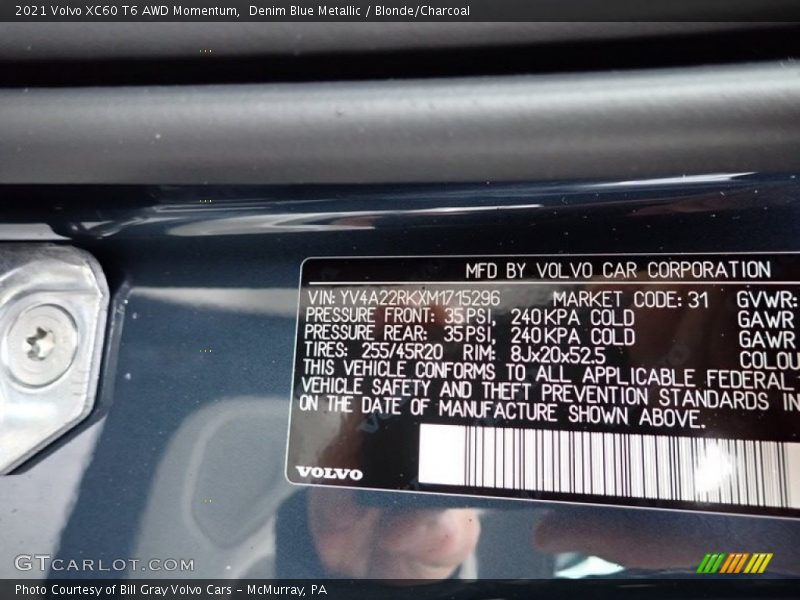 2021 Volvo XC60 T6 AWD Momentum,  Denim Blue Metallic / Blonde/Charcoal
MFD BY VOLVO CAR CORPORATION
VIN: YV4A22RKXM1715296 MARKET CODE: 31 GVWR:
PRESSURE FRONT: 35PSI, 240KPA COLD GAWR
PRESSURE REAR: 35PSI, 240KPA COLD GAWR
TIRES: 255/45R20 RIM: 8Jx20x52.5 COLOU
THIS VEHICLE CONFORMS TO ALL APPLICABLE FEDERAL
VEHICLE SAFETY AND THEFT PREVENTION STANDARDS IN
ON THE DATE OF MANUFACTURE SHOWN ABOVE.
VOLVO
GTCARLOT.COM
Photo Courtesy of Bill Gray Volvo Cars – McMurray, PA